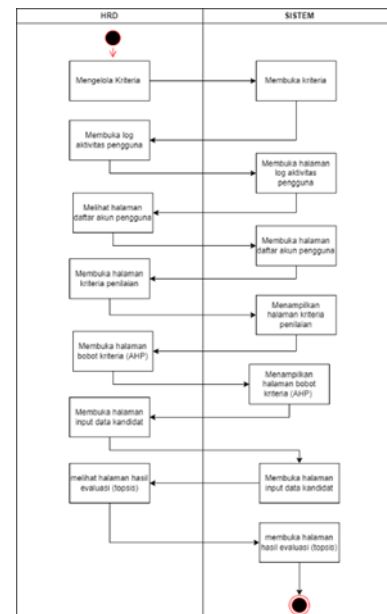 HRD
SISTEM
Mengelola Kriteria
Membuka kriteria
Membuka log
aktivitas pengguna
Membuka halaman
log aktivitas
pengguna
Melihat halaman
daftar akun pengguna
Membuka halaman
daftar akun pengguna
Membuka halaman
kriteria penilaian
Menampilkan
halaman kriteria
penilaian
Membuka halaman
bobot kriteria (AHP)
Menampilkan
halaman bobot
kriteria (AHP)
Membuka halaman
input data kandidat
Membuka halaman
input data kandidat
melihat halaman hasil
evaluasi (topsis)
membuka halaman
hasil evaluasi (topsis)